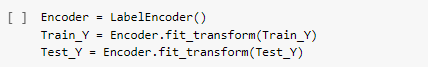 [ ] Encoder = LabelEncoder()
Train_Y = Encoder.fit_transform(Train_Y)
Test_Y = Encoder.fit_transform(Test_Y)